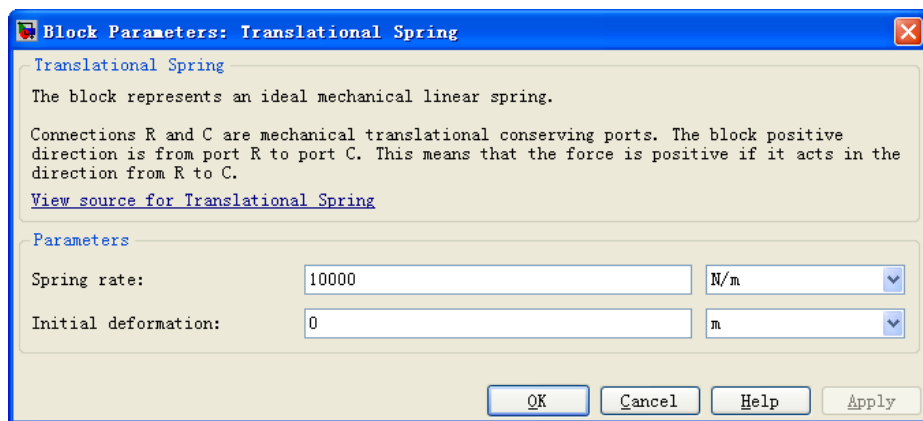 Block Parameters: Translational Spring
Translational Spring
The block represents an ideal mechanical linear spring.
Connections R and C are mechanical translational conserving ports. The block positive
direction is from port R to port C. This means that the force is positive if it acts in the
direction from R to C.
View source for Translational Spring
Parameters
Spring rate: 10000 N/m
Initial deformation: 0 m
OK Cancel Help Apply